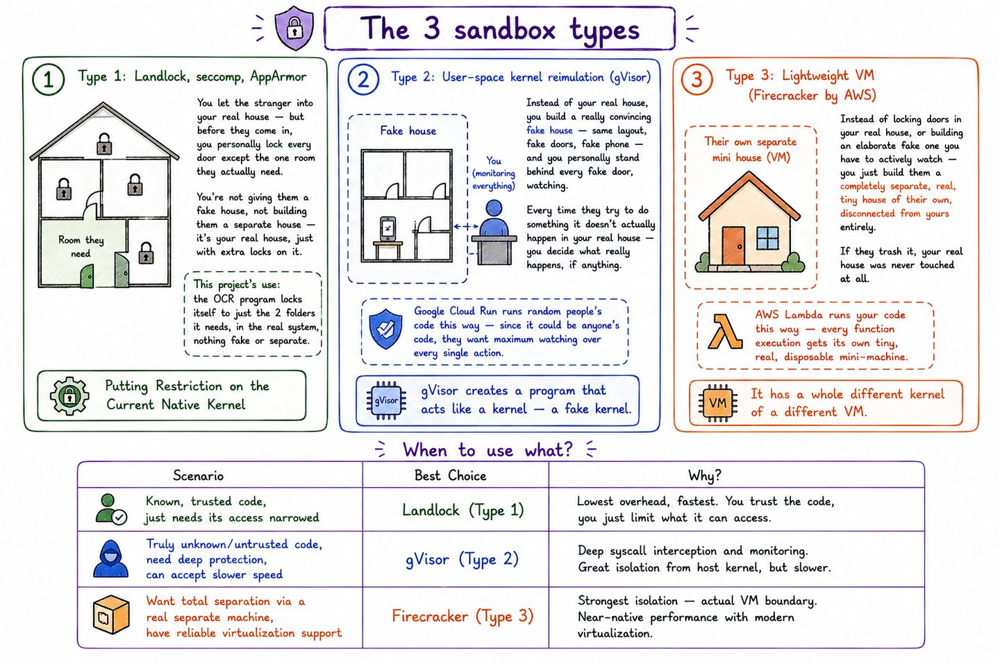 The 3 sandbox types
1
Type 1: Landlock, seccomp, AppArmor
You let the stranger into
your real house — but
before they come in,
you personally lock every
door except the one room
they actually need.
You're not giving them a
fake house, not building
them a separate house —
it's your real house, just
with extra locks on it.
Room they
need
This project's use:
the OCR program locks
itself to just the 2 folders
it needs, in the real system,
nothing fake or separate.
Putting Restriction on the
Current Native Kernel
2
Type 2: User-space kernel reimulation (gVisor)
Fake house
You
(monitoring
everything)
Instead of your real house,
you build a really convincing
fake house — same layout,
fake doors, fake phone —
and you personally stand
behind every fake door,
watching.
Every time they try to do
something it doesn't actually
happen in your real house —
you decide what really
happens, if anything.
Google Cloud Run runs random people's
code this way — since it could be anyone's
code, they want maximum watching over
every single action.
gVisor
gVisor creates a program that
acts like a kernel — a fake kernel.
3
Type 3: Lightweight VM
(Firecracker by AWS)
Their own separate
mini house (VM)
Instead of locking doors in
your real house, or building
an elaborate fake one you
have to actively watch —
you just build them a
completely separate, real,
tiny house of their own,
disconnected from yours
entirely.
If they trash it, your real
house was never touched
at all.
AWS Lambda runs your code
this way — every function
execution gets its own tiny,
real, disposable mini-machine.
VM
It has a whole different kernel
of a different VM.
When to use what?
Scenario
Best Choice
Why?
Known, trusted code,
just needs its access narrowed
Landlock (Type 1)
Lowest overhead, fastest. You trust the code,
you just limit what it can access.
Truly unknown/untrusted code,
need deep protection,
can accept slower speed
gVisor (Type 2)
Deep syscall interception and monitoring.
Great isolation from host kernel, but slower.
Want total separation via a
real separate machine,
have reliable virtualization support
Firecracker (Type 3)
Strongest isolation — actual VM boundary.
Near-native performance with modern
virtualization.